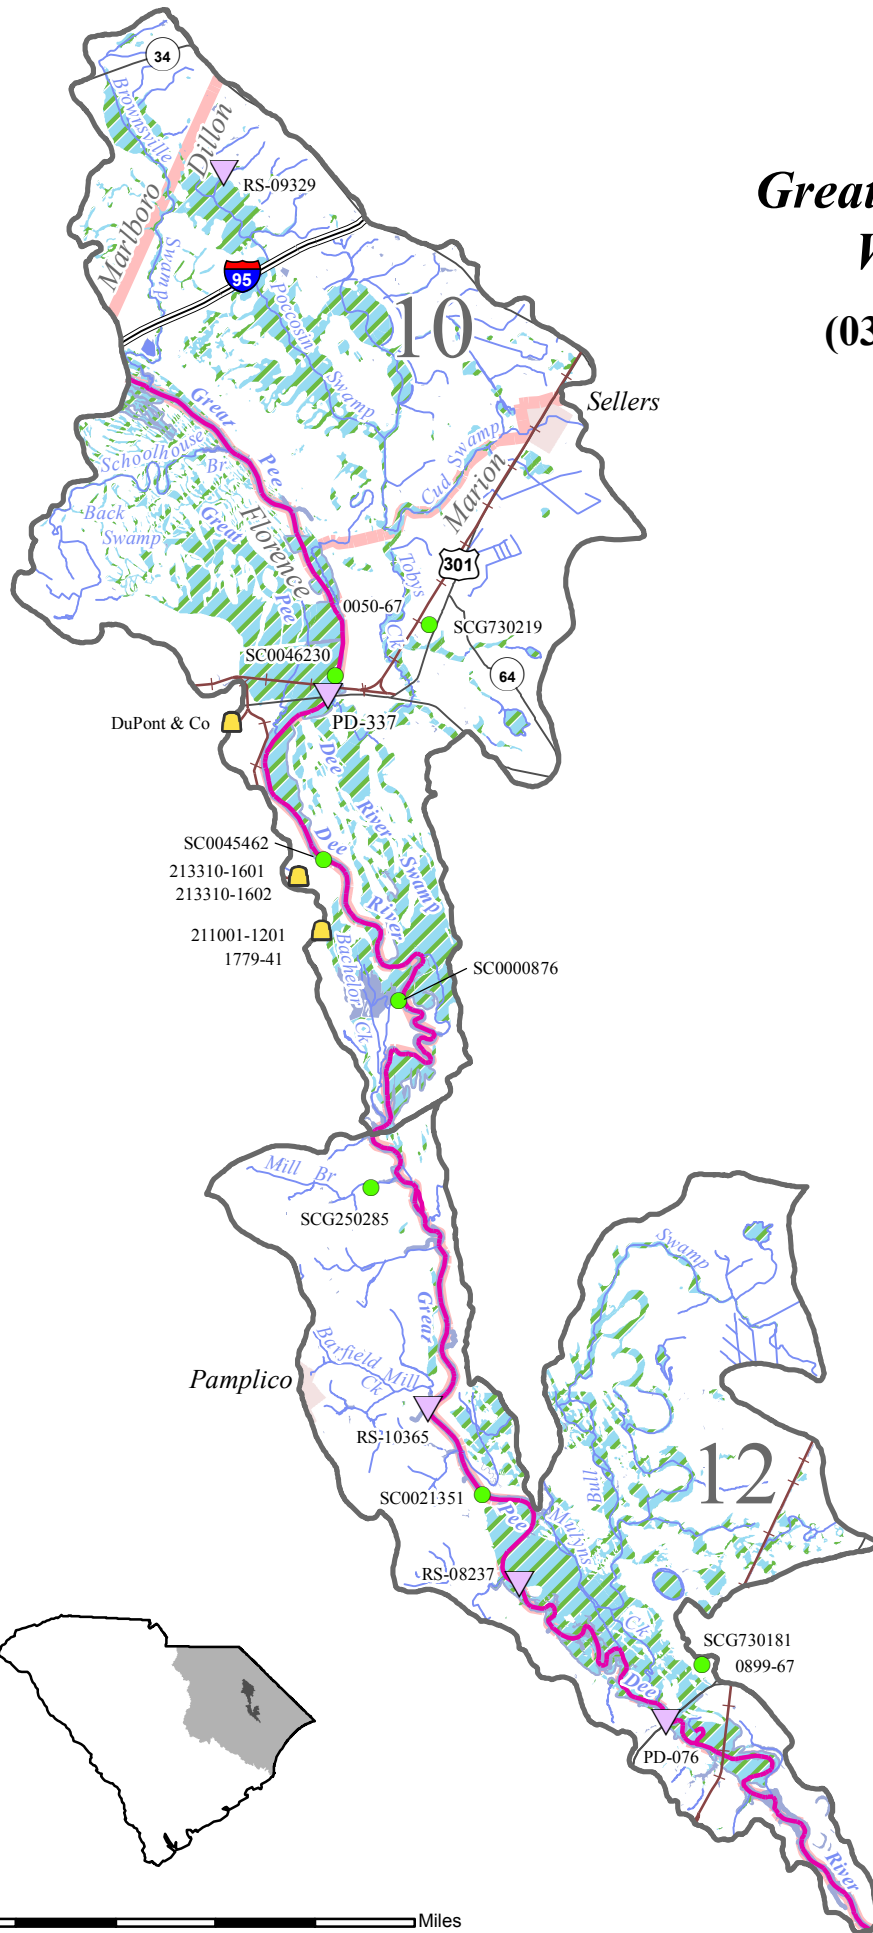 34
Brownsville
Swamp
Marlboro
Dillon
RS-09329
Great
W
(03
95
10
Poccosin
Swamp
Sellers
Great
Pee
Schoolhouse
Br
Back
Swamp
Cud Swamp
Marion
Florence
Great
Pee
Tobys
Ck
301
0050-67
SCG730219
SC0046230
64
DuPont & Co
PD-337
Dee
River
Swamp
SC0045462
Dee
River
213310-1601
213310-1602
211001-1201
1779-41
Bachelor Ck
SC0000876
Mill Br
SCG250285
Swamp
Great
Barfield Mill
Ck
Pamplico
RS-10365
12
SC0021351
Pee
Bull
Mulyns
Ck
RS-08237
SCG730181
0899-67
Dee
PD-076
River
Miles